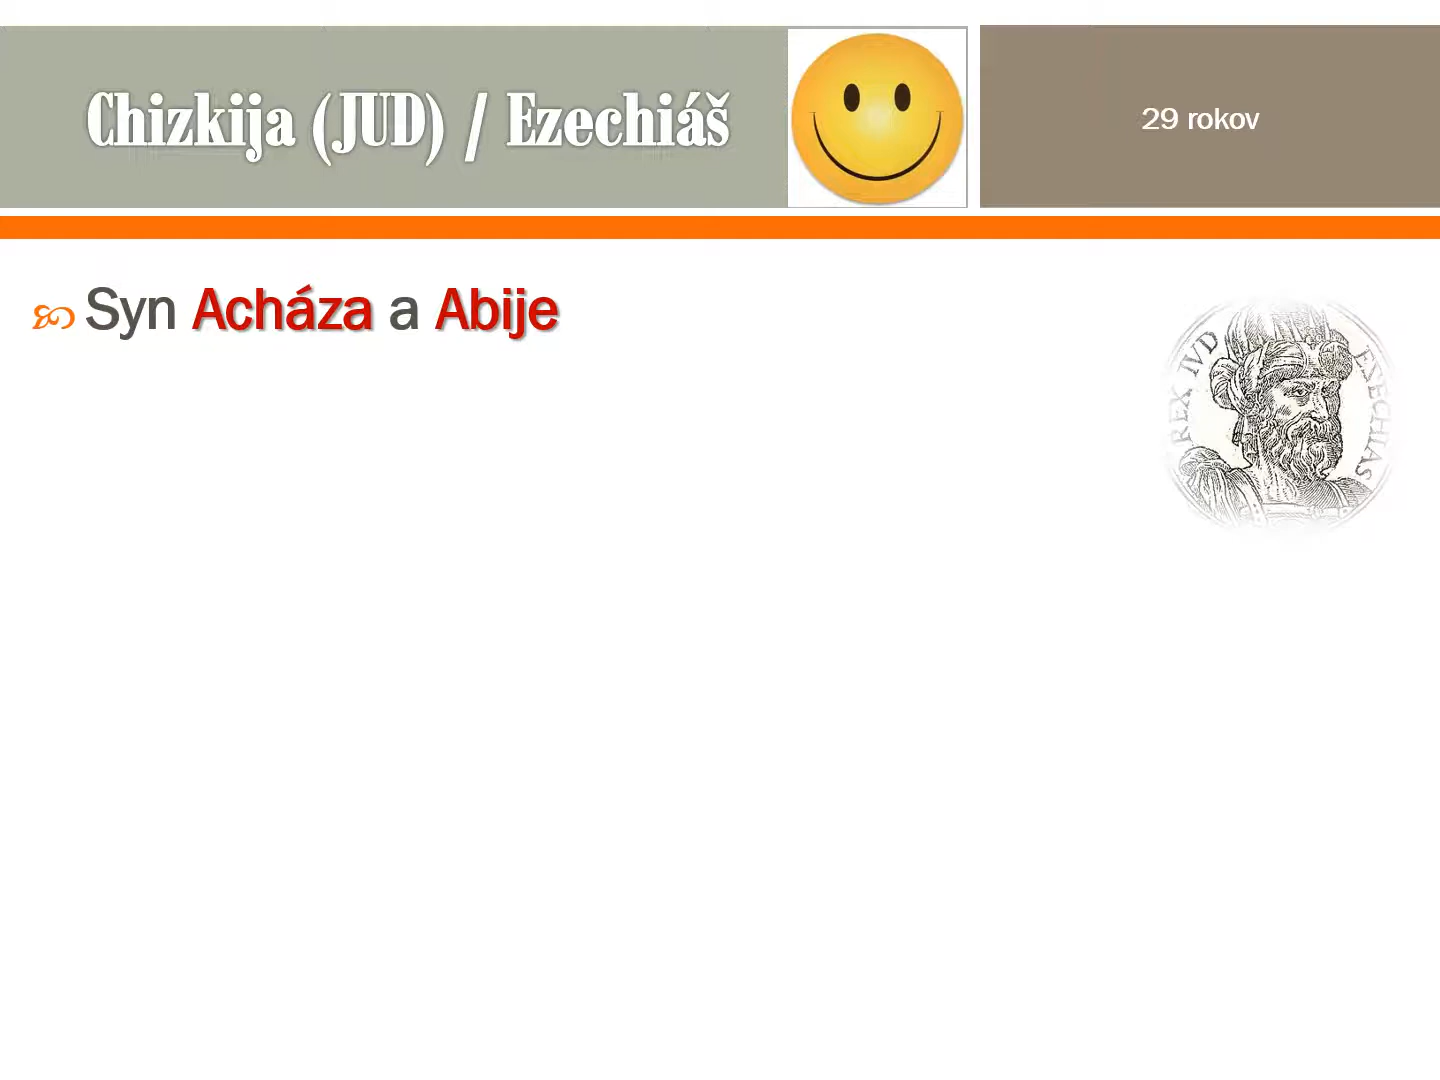 Chizkija (JUD) / Ezechiáš
29 rokov
Syn Acháza a Abije
REX IVD
EZECHIAS